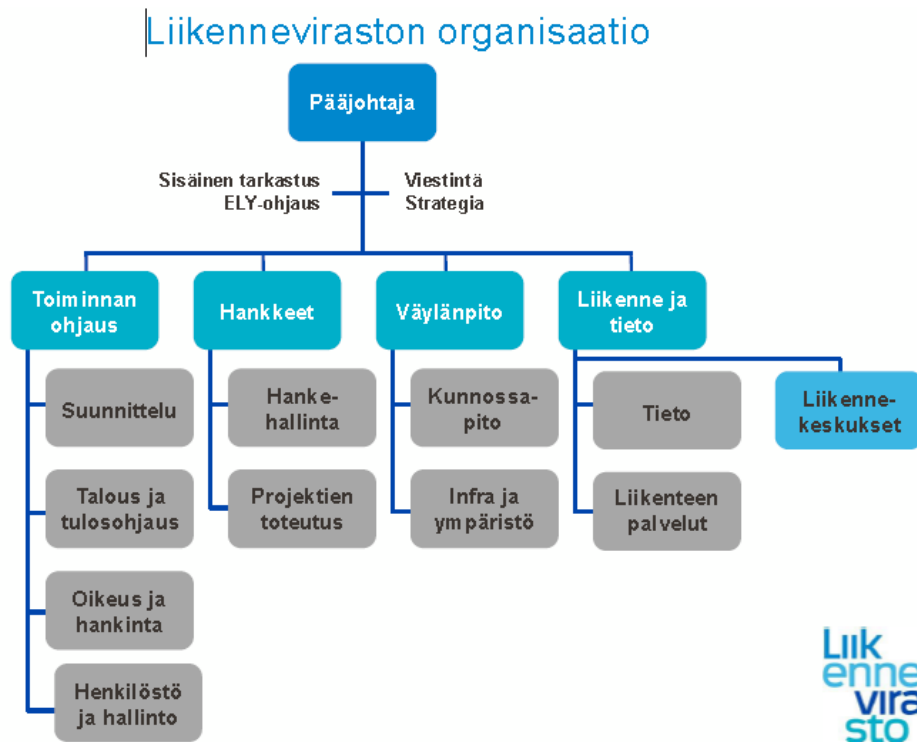 Liikenneviraston organisaatio
Pääjohtaja
Sisäinen tarkastus
ELY-ohjaus
Viestintä
Strategia
Toiminnan
ohjaus
Hankkeet
Väylänpito
Liikenne ja
tieto
Suunnittelu
Hanke-
hallinta
Kunnossa-
pito
Tieto
Liikenne-
keskukset
Talous ja
tulosohjaus
Projektien
toteutus
Infra ja
ympäristö
Liikenteen
palvelut
Oikeus ja
hankinta
Henkilöstö
ja hallinto
Liik
enne
vira
sto